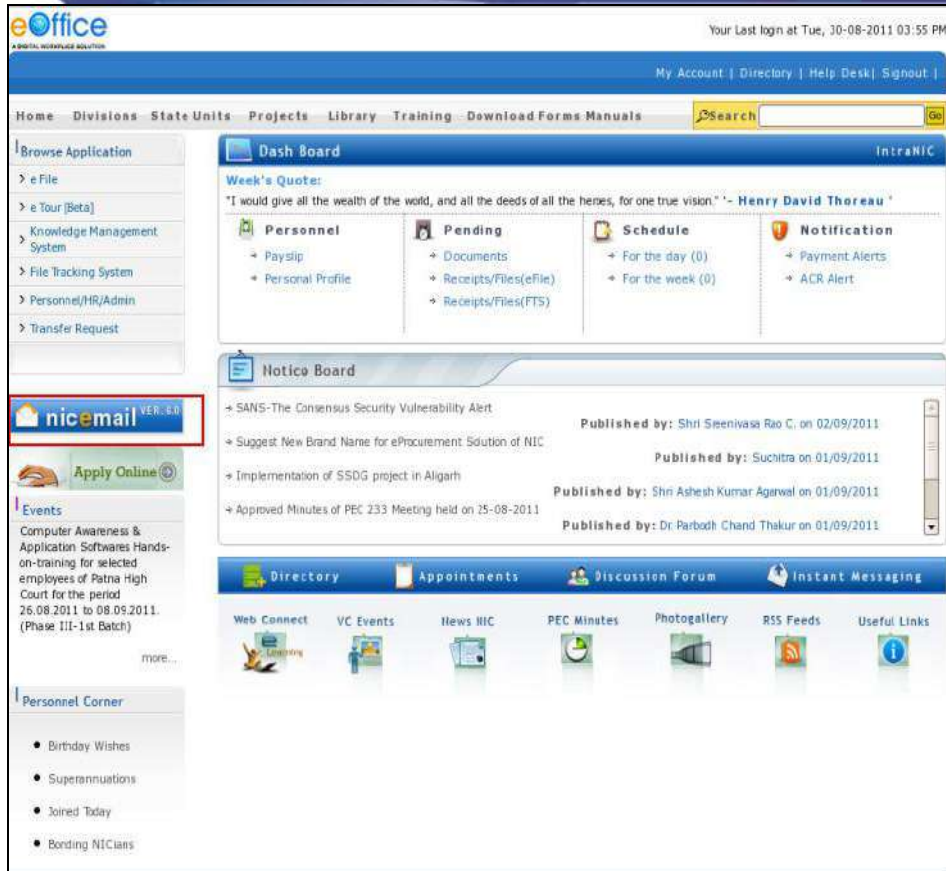 eOffice
A DIGITAL WORKPLACE SOLUTION
Your Last login at Tue, 30-08-2011 03:55 PM
My Account | Directory | Help Desk| Signout |
Home Divisions State Units Projects Library Training Download Forms Manuals Search Go
Browse Application
e File
e Tour [Beta]
Knowledge Management
System
File Tracking System
Personnel/HR/Admin
Transfer Request
Dash Board IntraNIC
Week's Quote:
"I would give all the wealth of the world, and all the deeds of all the heroes, for one true vision." '- Henry David Thoreau '
Personnel
Payslip
Personal Profile
Pending
Documents
Receipts/Files(eFile)
Receipts/Files(FTS)
Schedule
For the day (0)
For the week (0)
Notification
Payment Alerts
ACR Alert
nicemail VER. 6.0
Apply Online
Notice Board
SANS-The Consensus Security Vulnerability Alert
Published by: Shri Sreenivasa Rao C. on 02/09/2011
Suggest New Brand Name for eProcurement Solution of NIC
Published by: Suchitra on 01/09/2011
Implementation of SSDG project in Aligarh
Published by: Shri Ashesh Kumar Agarwal on 01/09/2011
Approved Minutes of PEC 233 Meeting held on 25-08-2011
Published by: Dr. Parbodh Chand Thakur on 01/09/2011
Events
Computer Awareness &
Application Softwares Hands-
on-training for selected
employees of Patna High
Court for the period
26.08.2011 to 08.09.2011.
(Phase III-1st Batch)
more...
Directory Appointments Discussion Forum Instant Messaging
Web Connect VC Events News NIC PEC Minutes Photogallery RSS Feeds Useful Links
e Learning
Personnel Corner
Birthday Wishes
Superannuations
Joined Today
Bonding NICians